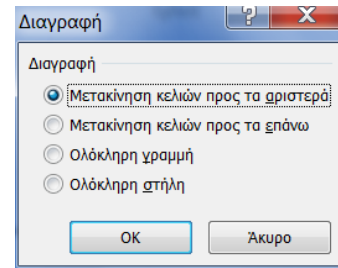 Διαγραφή
Διαγραφή
Μετακίνηση κελιών προς τα αριστερά
Μετακίνηση κελιών προς τα επάνω
Ολόκληρη γραμμή
Ολόκληρη στήλη
OK
Άκυρο